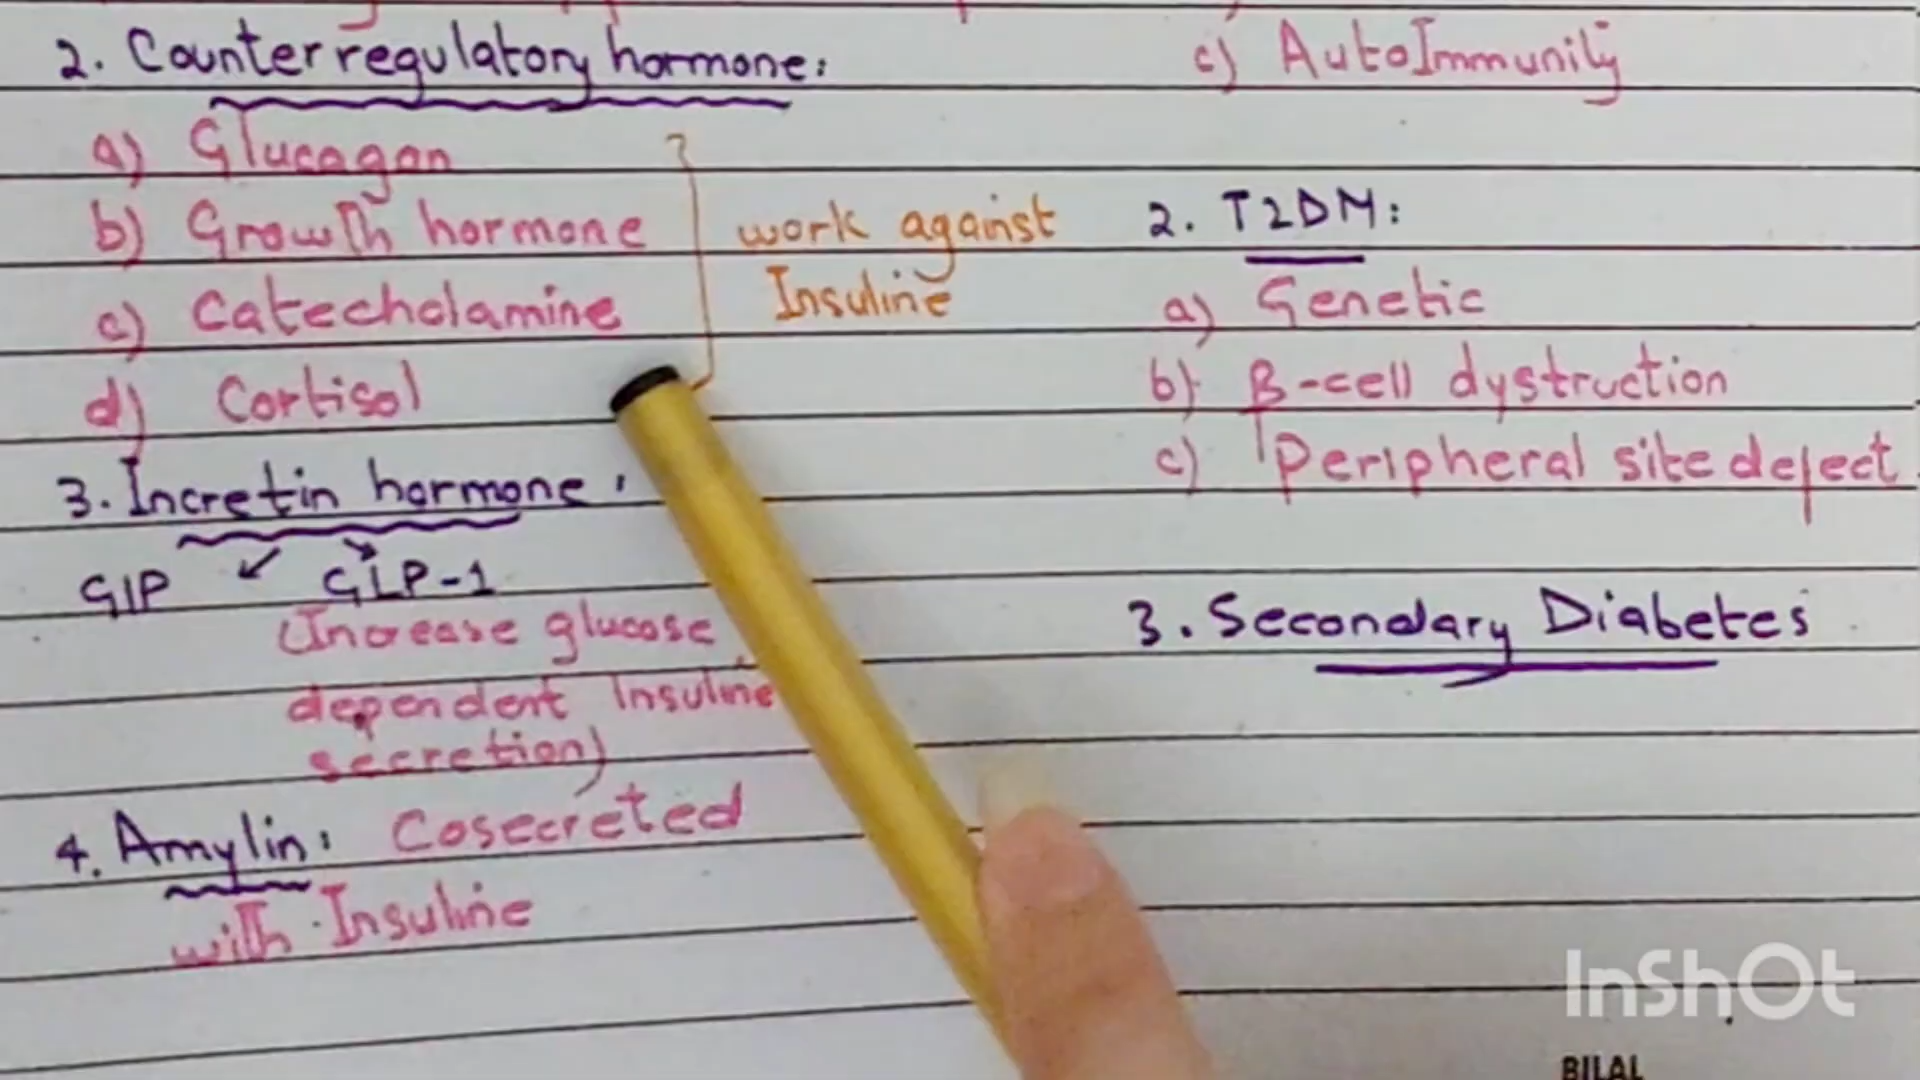 2. Counter regulatory hormone:
a) Glucagon
b) Growth hormone
c) Catecholamine
d) Cortisol
work against
Insuline
3. Incretin hormone:
GIP GLP-1
(Increase glucose
dependent Insuline
secretion)
4. Amylin: Cosecreted
with Insuline
c) AutoImmunity
2. T2DM:
a) Genetic
b) B-cell dystruction
c) Peripheral site defect
3. Secondary Diabetes
InShOt
BILAL